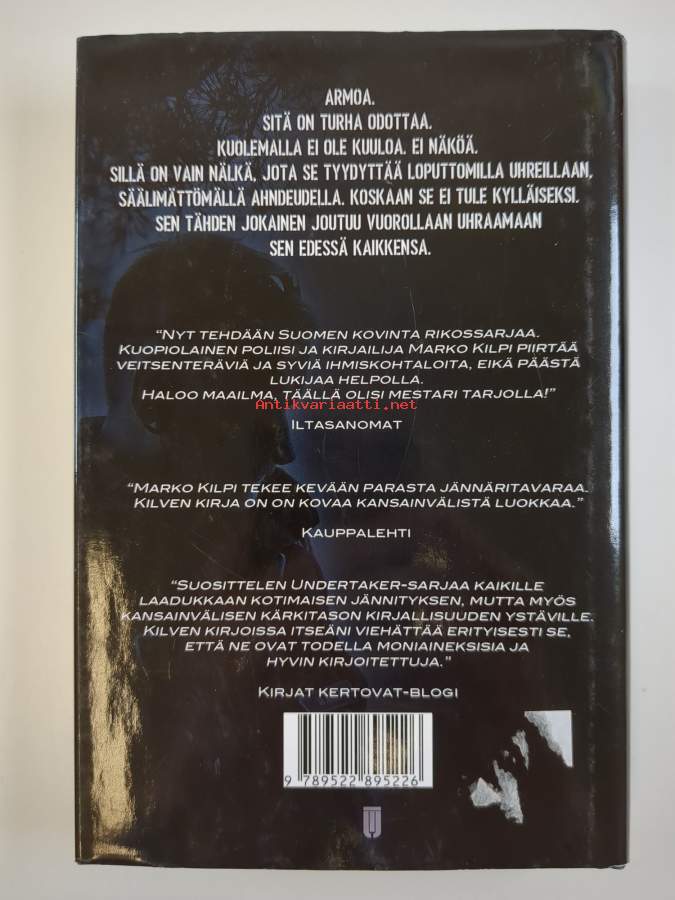 ARMOA.
SITÄ ON TURHA ODOTTAA.
KUOLEMALLA EI OLE KUULOA. EI NÄKÖÄ.
SILLÄ ON VAIN NÄLKÄ, JOTA SE TYYDYTTÄÄ LOPUTTOMILLA UHREILLAAN,
SÄÄLIMÄTTÖMÄLLÄ AHNEUDELLA. KOSKAAN SE EI TULE KYLLÄISEKSI.
SEN TÄHDEN JOKAINEN JOUTUU VUOROLLAAN UHRAAMAAN
SEN EDESSÄ KAIKKENSA.
"NYT TEHDÄÄN SUOMEN KOVINTA RIKOSSARJAA.
KUOPIOLAINEN POLIISI JA KIRJAILIJA MARKO KILPI PIIRTÄÄ
VEITSENTERÄVIÄ JA SYVIÄ IHMISKOHTALOITA, EIKÄ PÄÄSTÄ
LUKIJAA HELPOLLA.
HALOO MAAILMA, TÄÄLLÄ OLISI MESTARI TARJOLLA!"
Antikvariaatti.net
ILTASANOMAT
"MARKO KILPI TEKEE KEVÄÄN PARASTA JÄNNÄRITAVARAA.
KILVEN KIRJA ON ON KOVAA KANSAINVÄLISTÄ LUOKKAA."
KAUPPALEHTI
"SUOSITTELEN UNDERTAKER-SARJAA KAIKILLE
LAADUKKAAN KOTIMAISEN JÄNNITYKSEN, MUTTA MYÖS
KANSAINVÄLISEN KÄRKITASON KIRJALLISUUDEN YSTÄVILLE.
KILVEN KIRJOISSA ITSEÄNI VIEHÄTTÄÄ ERITYISESTI SE,
ETTÄ NE OVAT TODELLA MONIAINEKSISIA JA
HYVIN KIRJOITETTUJA."
KIRJAT KERTOVAT-BLOGI
9 789522 895226